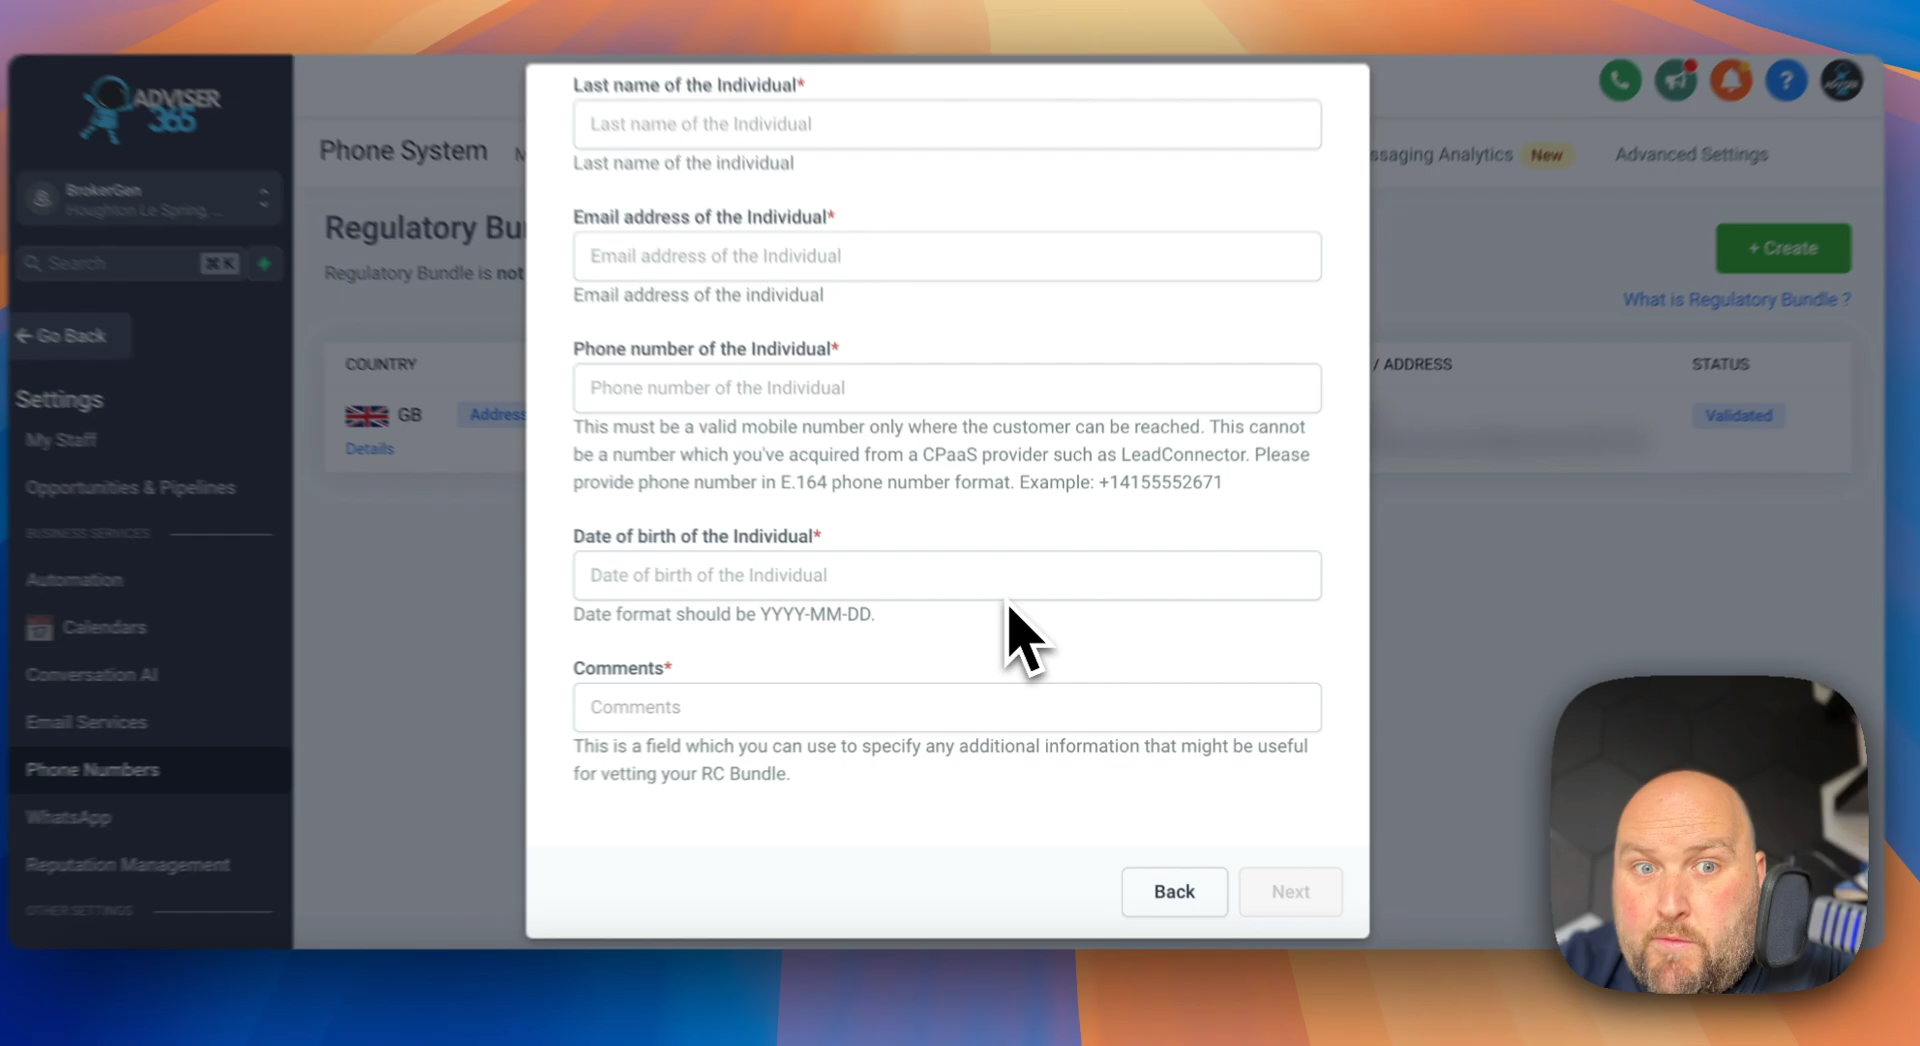 ADVISER
365
BrokerGen
Houghton Le Spring, ...
Search
⌘ K
Go Back
Settings
My Staff
Opportunities & Pipelines
BUSINESS SERVICES
Automation
17
Calendars
Conversation AI
Email Services
Phone Numbers
WhatsApp
Reputation Management
OTHER SETTINGS
Phone System
M
ssaging Analytics
New
Advanced Settings
Regulatory Bu
Regulatory Bundle is not
+ Create
What is Regulatory Bundle ?
COUNTRY
/ ADDRESS
STATUS
GB
Address
Validated
Details
Last name of the Individual*
Last name of the Individual
Last name of the individual
Email address of the Individual*
Email address of the Individual
Email address of the individual
Phone number of the Individual*
Phone number of the Individual
This must be a valid mobile number only where the customer can be reached. This cannot
be a number which you've acquired from a CPaaS provider such as LeadConnector. Please
provide phone number in E.164 phone number format. Example: +14155552671
Date of birth of the Individual*
Date of birth of the Individual
Date format should be YYYY-MM-DD.
Comments*
Comments
This is a field which you can use to specify any additional information that might be useful
for vetting your RC Bundle.
Back
Next